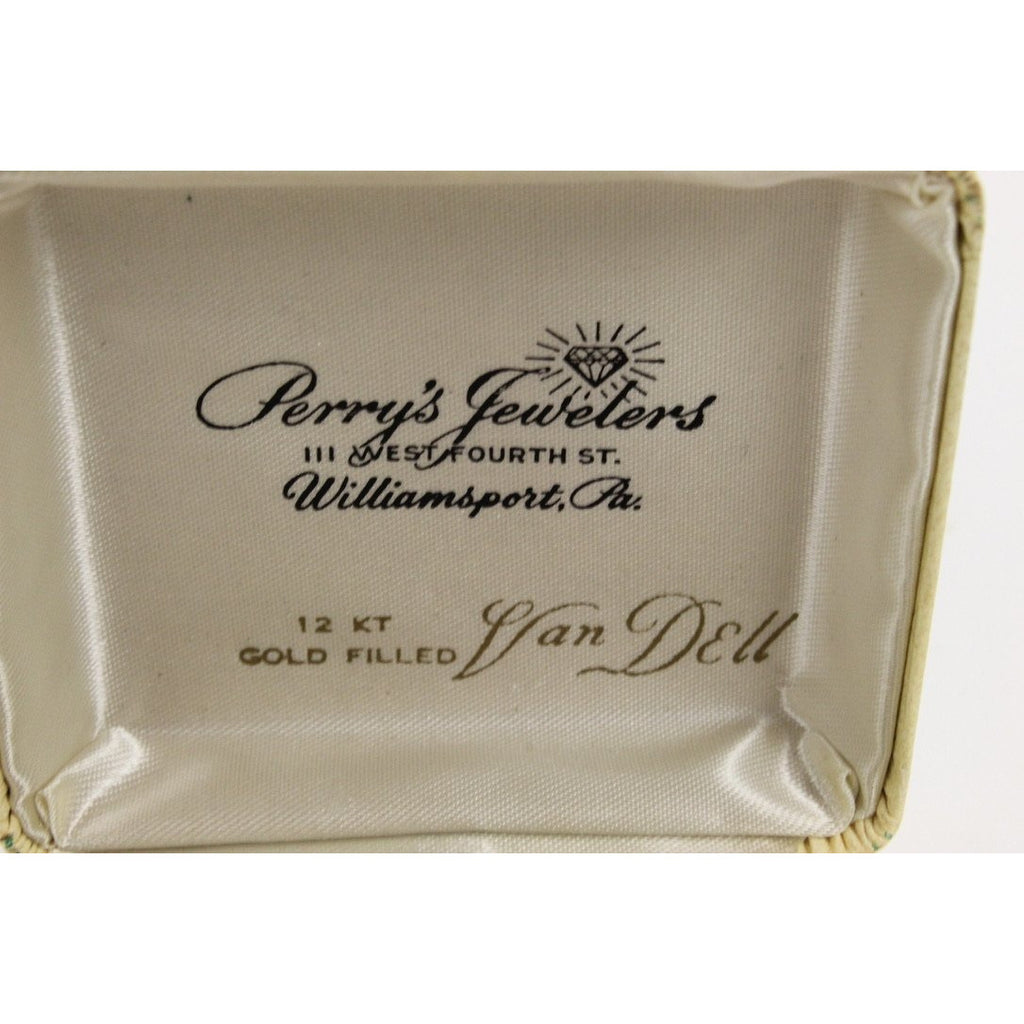 Perry's Jewelers
111 WEST FOURTH ST.
Williamsport, Pa.
12 KT
GOLD FILLED Van Dell